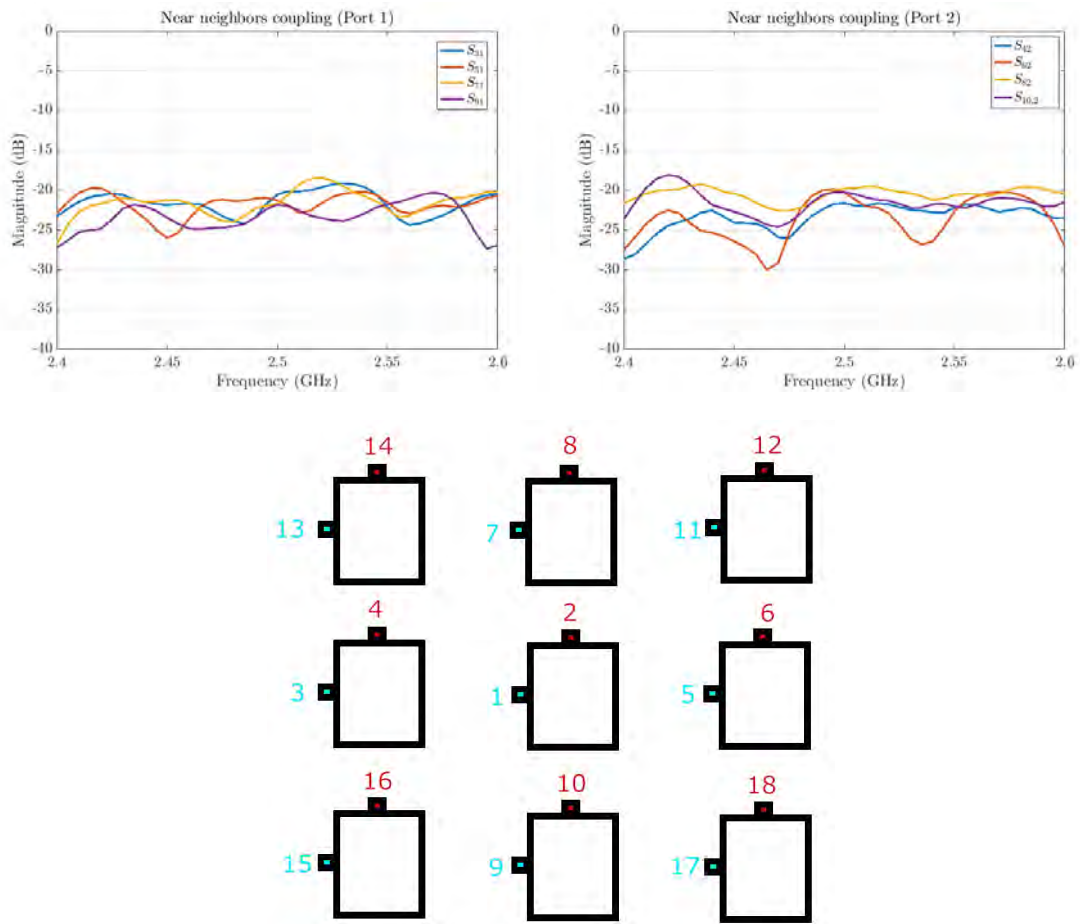 Near neighbors coupling (Port 1)
Near neighbors coupling (Port 2)
0
-5
-10
-15
-20
-25
-30
-35
-40
Magnitude (dB)
S31
S51
S71
S91
2.4
2.45
2.5
2.55
2.6
Frequency (GHz)
0
-5
-10
-15
-20
-25
-30
-35
-40
Magnitude (dB)
S42
S62
S82
S10,2
2.4
2.45
2.5
2.55
2.6
Frequency (GHz)
14 8 12
13 7 11
4 2 6
3 1 5
16 10 18
15 9 17